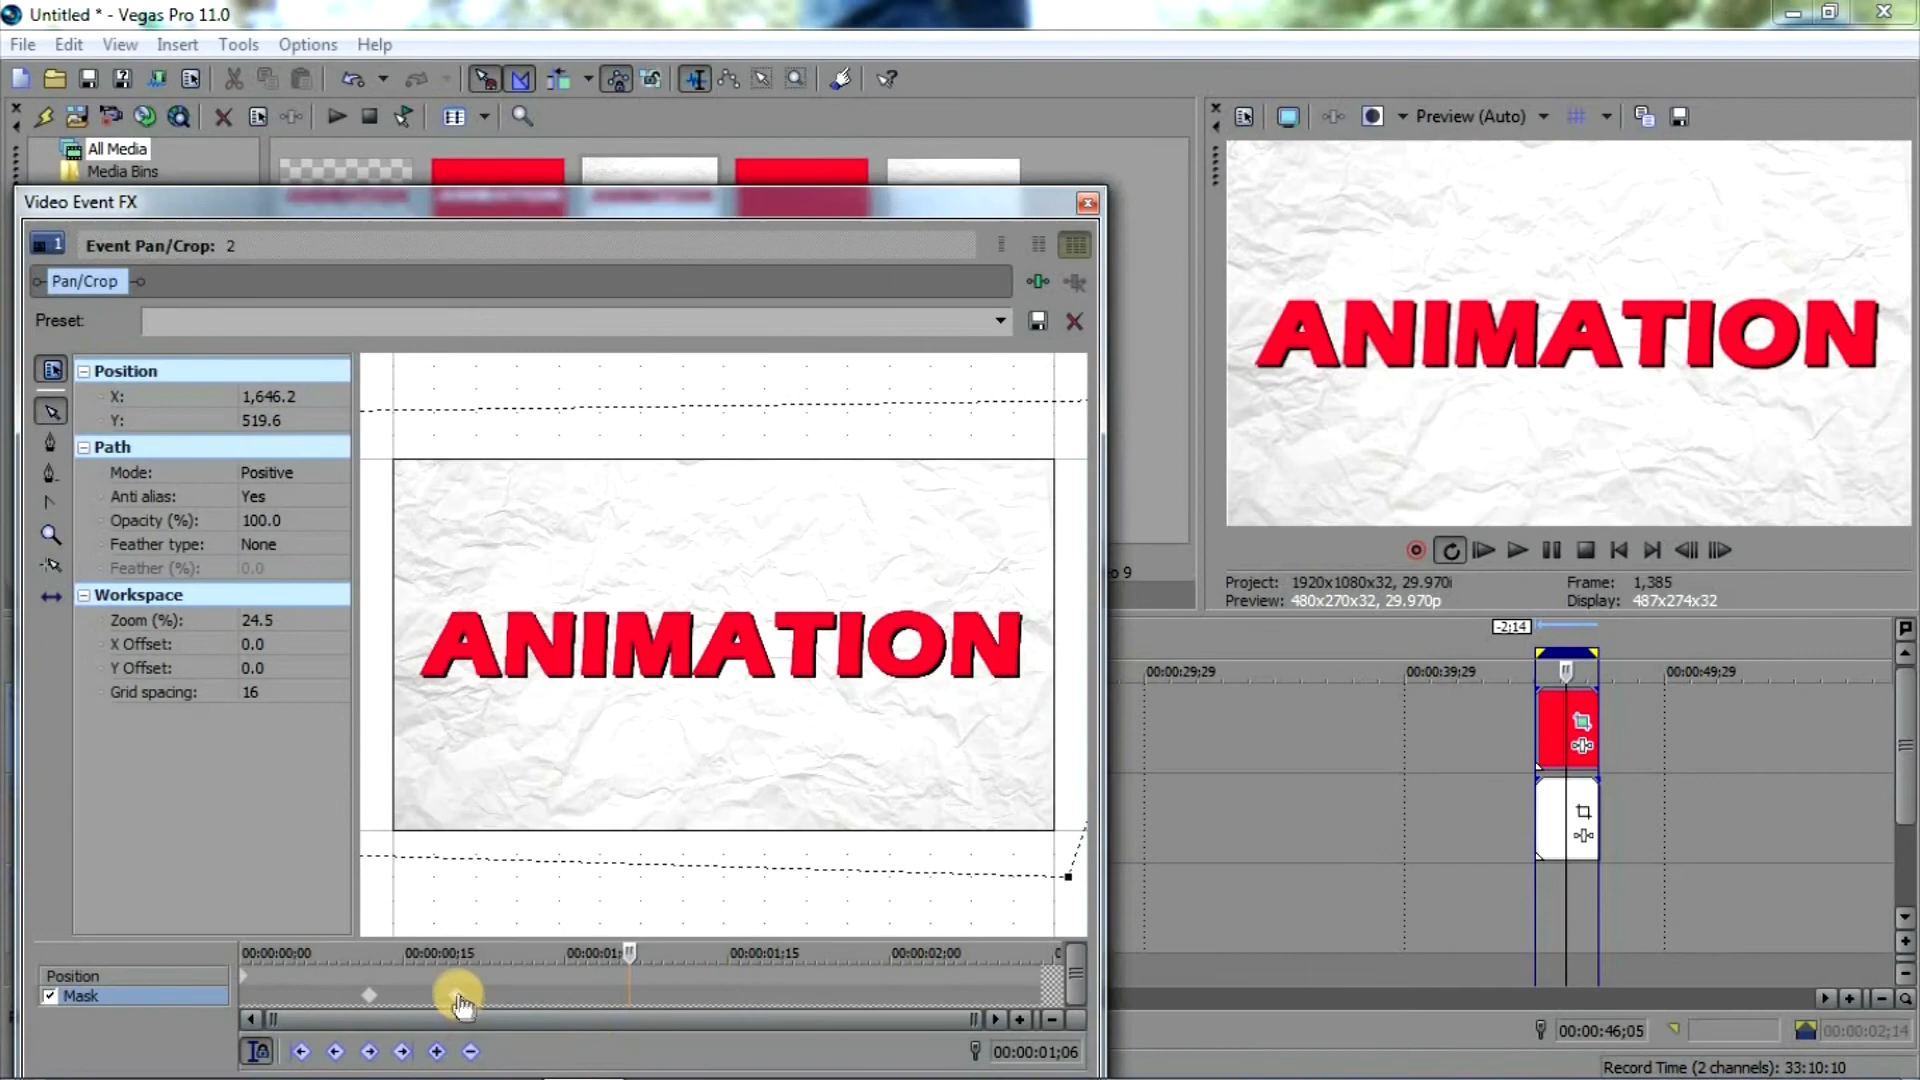 Untitled * - Vegas Pro 11.0
File Edit View Insert Tools Options Help
Preview (Auto)
All Media
Media Bins
Video Event FX
1 Event Pan/Crop: 2
Pan/Crop
Preset:
Position
X: 1,646.2
Y: 519.6
Path
Mode: Positive
Anti alias: Yes
Opacity (%): 100.0
Feather type: None
Feather (%): 0.0
Workspace
Zoom (%): 24.5
X Offset: 0.0
Y Offset: 0.0
Grid spacing: 16
ANIMATION
ANIMATION
o 9
Project: 1920x1080x32, 29.970i
Frame: 1,385
Preview: 480x270x32, 29.970p
Display: 487x274x32
-2;14
00:00:29;29 00:00:39;29 00:00:49;29
00:00:00;00 00:00:00;15 00:00:01; 00:00:01;15 00:00:02;00
Position
Mask
00:00:01;06
00:00:46;05
00:00:02;14
Record Time (2 channels): 33:10:10